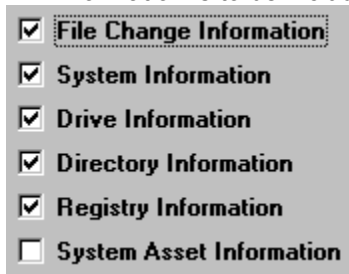 File Change Information
System Information
Drive Information
Directory Information
Registry Information
System Asset Information